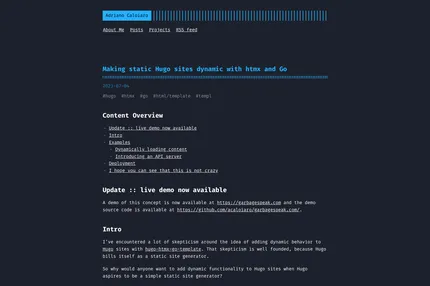 Adriano Caloiaro
About Me Posts Projects RSS feed
Making static Hugo sites dynamic with htmx and Go
2023-07-04
#hugo #htmx #go #html/template #templ
Content Overview
- Update :: live demo now available
- Intro
- Examples
- Dynamically loading content
- Introducing an API server
- Deployment
- I hope you can see that this is not crazy
Update :: live demo now available
A demo of this concept is now available at https://garbagespeak.com and the demo
source code is available at https://github.com/acaloiaro/garbagespeak.com/.
Intro
I've encountered a lot of skepticism around the idea of adding dynamic behavior to
Hugo sites with hugo-htmx-go-template. That skepticism is well founded, because Hugo
bills itself as a static site generator.
So why would anyone want to add dynamic functionality to Hugo sites when Hugo
aspires to be a simple static site generator?